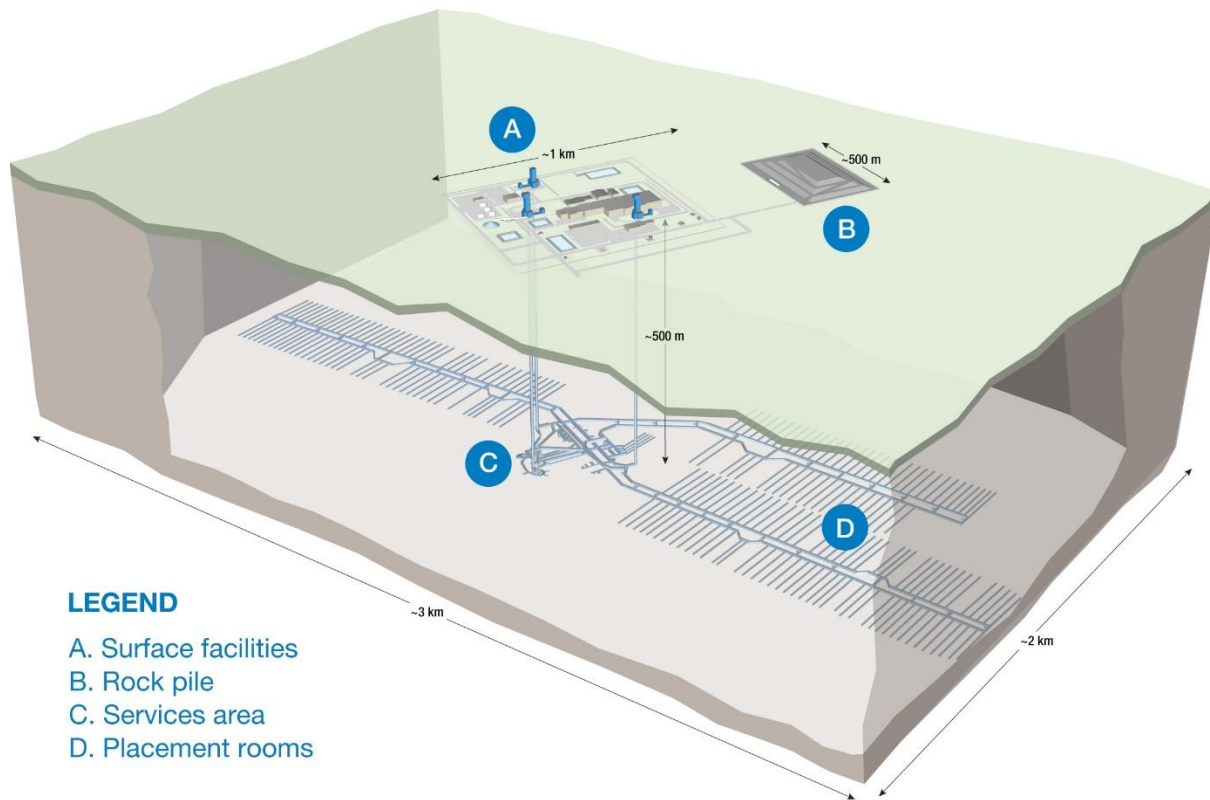 A
~1 km
~500 m
B
~500 m
C
D
~3 km
~2 km
LEGEND
A. Surface facilities
B. Rock pile
C. Services area
D. Placement rooms